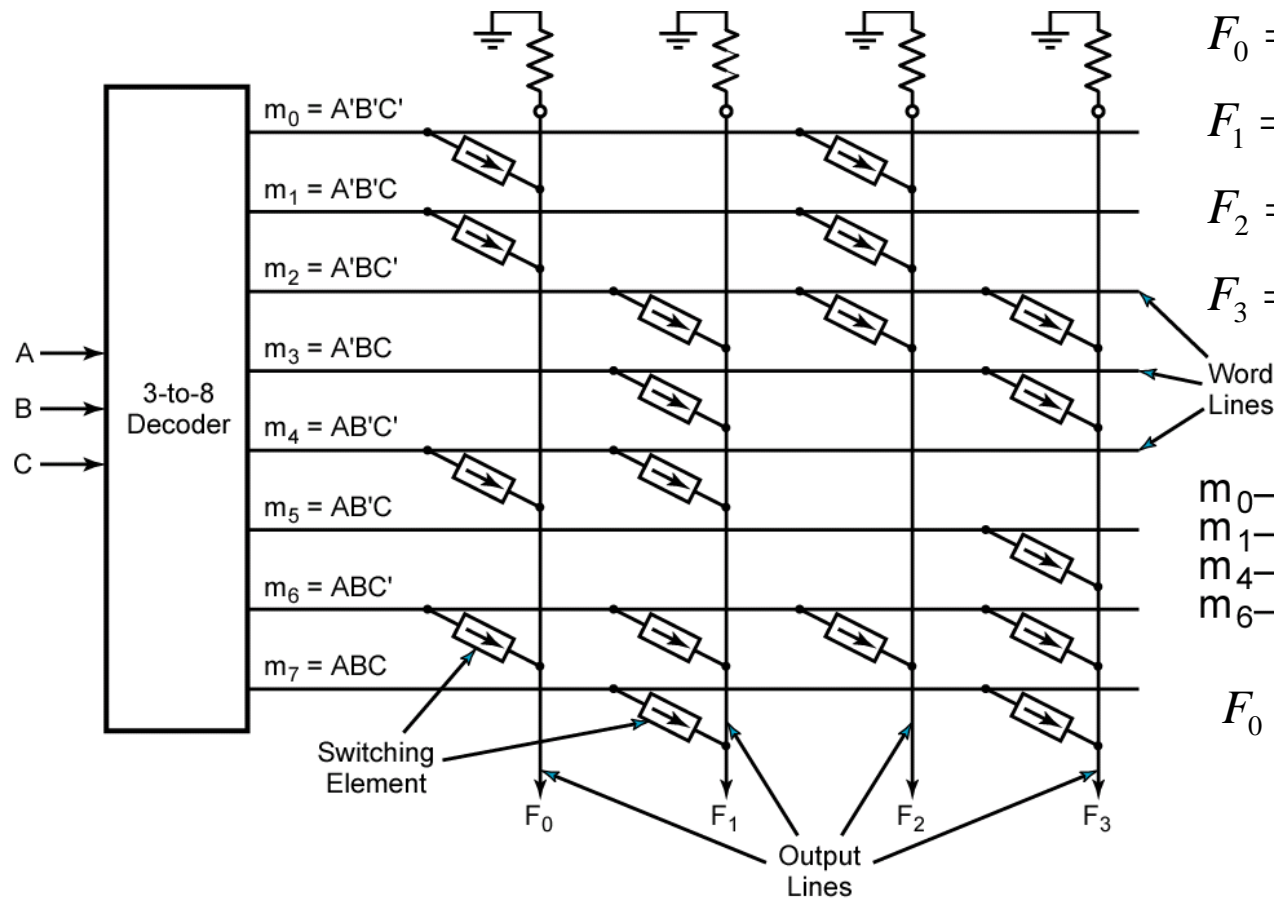 F₀ =
m₀ = A'B'C'
F₁ =
m₁ = A'B'C
F₂ =
m₂ = A'BC'
F₃ =
m₃ = A'BC
A
B
C
3-to-8
Decoder
Word
Lines
m₄ = AB'C'
m₅ = AB'C
m₀
m₁
m₄
m₆
m₆ = ABC'
m₇ = ABC
F₀
Switching
Element
F₀
F₁
F₂
F₃
Output
Lines